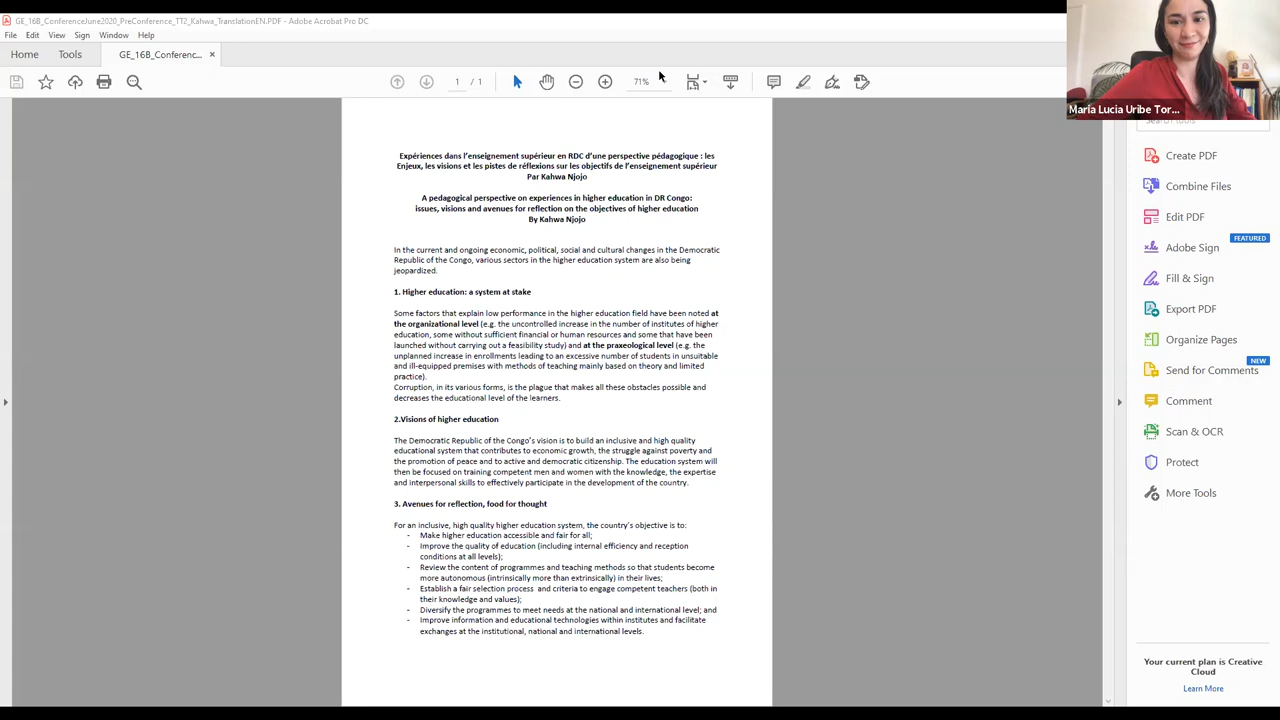 GE_16B_ConferenceJune2020_PreConference_TT2_Kahwa_TranslationEN.PDF - Adobe Acrobat Pro DC
File Edit View Sign Window Help
Home Tools GE_16B_Conferenc... ×
1 / 1 71%
María Lucia Uribe Tor...
Search tools
Create PDF
Combine Files
Edit PDF
FEATURED
Adobe Sign
Fill & Sign
Export PDF
Organize Pages
NEW
Send for Comments
Comment
Scan & OCR
Protect
More Tools
Your current plan is Creative
Cloud
Learn More
Expériences dans l'enseignement supérieur en RDC d'une perspective pédagogique : les
Enjeux, les visions et les pistes de réflexions sur les objectifs de l'enseignement supérieur
Par Kahwa Njojo
A pedagogical perspective on experiences in higher education in DR Congo:
issues, visions and avenues for reflection on the objectives of higher education
By Kahwa Njojo
In the current and ongoing economic, political, social and cultural changes in the Democratic
Republic of the Congo, various sectors in the higher education system are also being
jeopardized.
1. Higher education: a system at stake
Some factors that explain low performance in the higher education field have been noted at
the organizational level (e.g. the uncontrolled increase in the number of institutes of higher
education, some without sufficient financial or human resources and some that have been
launched without carrying out a feasibility study) and at the praxeological level (e.g. the
unplanned increase in enrollments leading to an excessive number of students in unsuitable
and ill-equipped premises with methods of teaching mainly based on theory and limited
practice).
Corruption, in its various forms, is the plague that makes all these obstacles possible and
decreases the educational level of the learners.
2.Visions of higher education
The Democratic Republic of the Congo's vision is to build an inclusive and high quality
educational system that contributes to economic growth, the struggle against poverty and
the promotion of peace and to active and democratic citizenship. The education system will
then be focused on training competent men and women with the knowledge, the expertise
and interpersonal skills to effectively participate in the development of the country.
3. Avenues for reflection, food for thought
For an inclusive, high quality higher education system, the country's objective is to:
- Make higher education accessible and fair for all;
- Improve the quality of education (including internal efficiency and reception
conditions at all levels);
- Review the content of programmes and teaching methods so that students become
more autonomous (intrinsically more than extrinsically) in their lives;
- Establish a fair selection process and criteria to engage competent teachers (both in
their knowledge and values);
- Diversify the programmes to meet needs at the national and international level; and
- Improve information and educational technologies within institutes and facilitate
exchanges at the institutional, national and international levels.